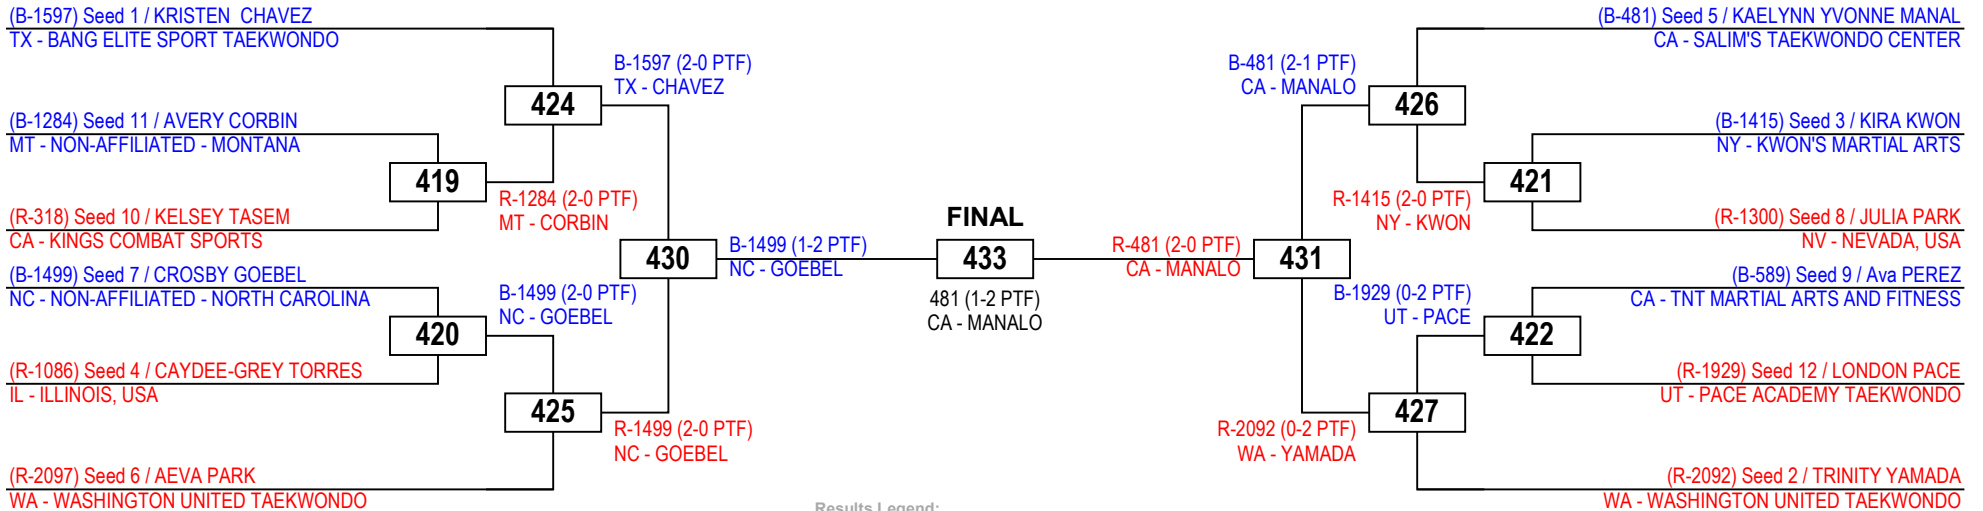 (B-1597) Seed 1 / KRISTEN  CHAVEZ
TX - BANG ELITE SPORT TAEKWONDO
B-1597 (2-0 PTF)
TX - CHAVEZ
424
(B-1284) Seed 11 / AVERY CORBIN
MT - NON-AFFILIATED - MONTANA
419
R-1284 (2-0 PTF)
MT - CORBIN
(R-318) Seed 10 / KELSEY TASEM
CA - KINGS COMBAT SPORTS
430
B-1499 (1-2 PTF)
NC - GOEBEL
(B-1499) Seed 7 / CROSBY GOEBEL
NC - NON-AFFILIATED - NORTH CAROLINA
B-1499 (2-0 PTF)
NC - GOEBEL
420
(R-1086) Seed 4 / CAYDEE-GREY TORRES
IL - ILLINOIS, USA
425
R-1499 (2-0 PTF)
NC - GOEBEL
(R-2097) Seed 6 / AEVA PARK
WA - WASHINGTON UNITED TAEKWONDO
FINAL
433
481 (1-2 PTF)
CA - MANALO
(B-481) Seed 5 / KAELYNN YVONNE MANAL
CA - SALIM'S TAEKWONDO CENTER
B-481 (2-1 PTF)
CA - MANALO
426
(B-1415) Seed 3 / KIRA KWON
NY - KWON'S MARTIAL ARTS
421
R-1415 (2-0 PTF)
NY - KWON
(R-1300) Seed 8 / JULIA PARK
NV - NEVADA, USA
R-481 (2-0 PTF)
CA - MANALO
431
(B-589) Seed 9 / Ava PEREZ
CA - TNT MARTIAL ARTS AND FITNESS
B-1929 (0-2 PTF)
UT - PACE
422
(R-1929) Seed 12 / LONDON PACE
UT - PACE ACADEMY TAEKWONDO
427
R-2092 (0-2 PTF)
WA - YAMADA
(R-2092) Seed 2 / TRINITY YAMADA
WA - WASHINGTON UNITED TAEKWONDO
Results Legend: